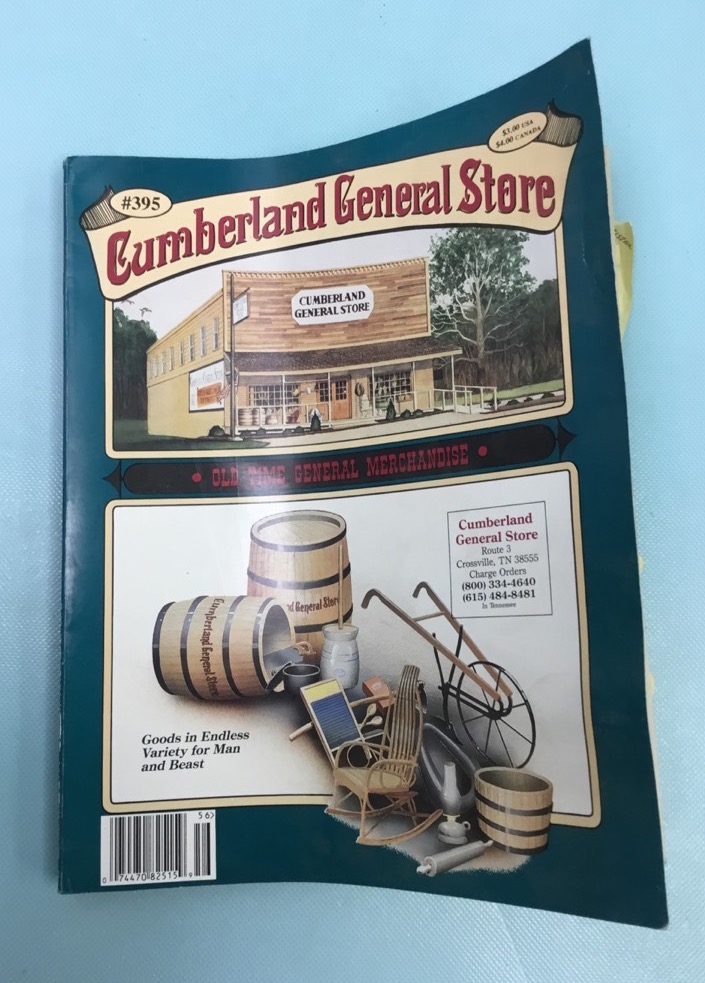 $3.00 USA
$4.00 CANADA
#395
Cumberland General Store
CUMBERLAND
GENERAL STORE
OLD TIME GENERAL MERCHANDISE
Cumberland
General Store
Route 3
Crossville, TN 38555
Charge Orders
(800) 334-4640
(615) 484-8481
In Tennessee
General Store
Cumberland General Store
Goods in Endless
Variety for Man
and Beast
56>
0 74470 82515 9